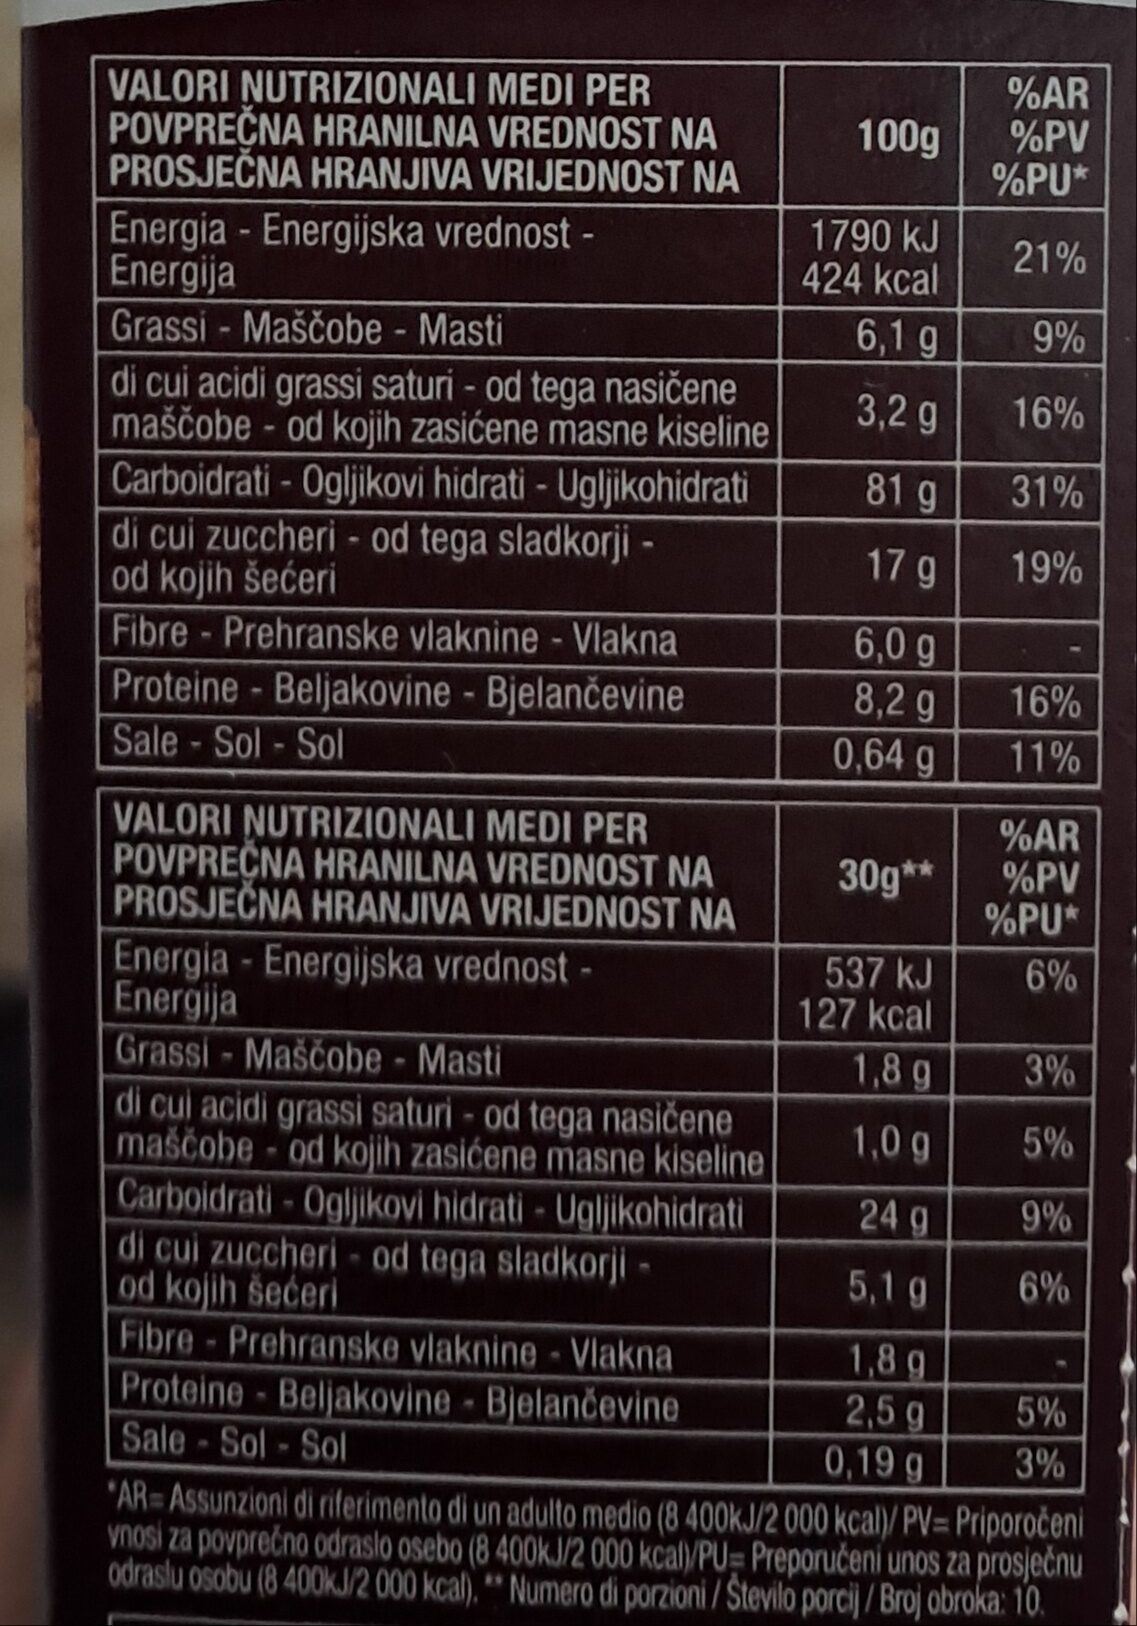 VALORI NUTRIZIONALI MEDI PER
POVPREČNA HRANILNA VREDNOST NA
PROSJEČNA HRANJIVA VRIJEDNOST NA
100g
%AR
%PV
%PU*
Energia - Energijska vrednost -
Energija
1790 kJ
424 kcal
21%
Grassi - Maščobe - Masti
6,1 g
9%
di cui acidi grassi saturi - od tega nasičene
maščobe - od kojih zasićene masne kiseline
3,2 g
16%
Carboidrati - Ogljikovi hidrati - Ugljikohidrati
81 g
31%
di cui zuccheri - od tega sladkorji -
od kojih šećeri
17 g
19%
Fibre - Prehranske vlaknine - Vlakna
6,0 g
-
Proteine - Beljakovine - Bjelančevine
8,2 g
16%
Sale - Sol - Sol
0,64 g
11%
VALORI NUTRIZIONALI MEDI PER
POVPREČNA HRANILNA VREDNOST NA
PROSJEČNA HRANJIVA VRIJEDNOST NA
30g**
%AR
%PV
%PU*
Energia - Energijska vrednost -
Energija
537 kJ
127 kcal
6%
Grassi - Maščobe - Masti
1,8 g
3%
di cui acidi grassi saturi - od tega nasičene
maščobe - od kojih zasićene masne kiseline
1,0 g
5%
Carboidrati - Ogljikovi hidrati - Ugljikohidrati
24 g
9%
di cui zuccheri - od tega sladkorji -
od kojih šećeri
5,1 g
6%
Fibre - Prehranske vlaknine - Vlakna
1,8 g
-
Proteine - Beljakovine - Bjelančevine
2,5 g
5%
Sale - Sol - Sol
0,19 g
3%
*AR= Assunzioni di riferimento di un adulto medio (8 400kJ/2 000 kcal)/ PV= Priporočeni
vnosi za povprečno odraslo osebo (8 400kJ/2 000 kcal)/PU= Preporučeni unos za prosječnu
odraslu osobu (8 400kJ/2 000 kcal). ** Numero di porzioni / Število porcij / Broj obroka: 10.